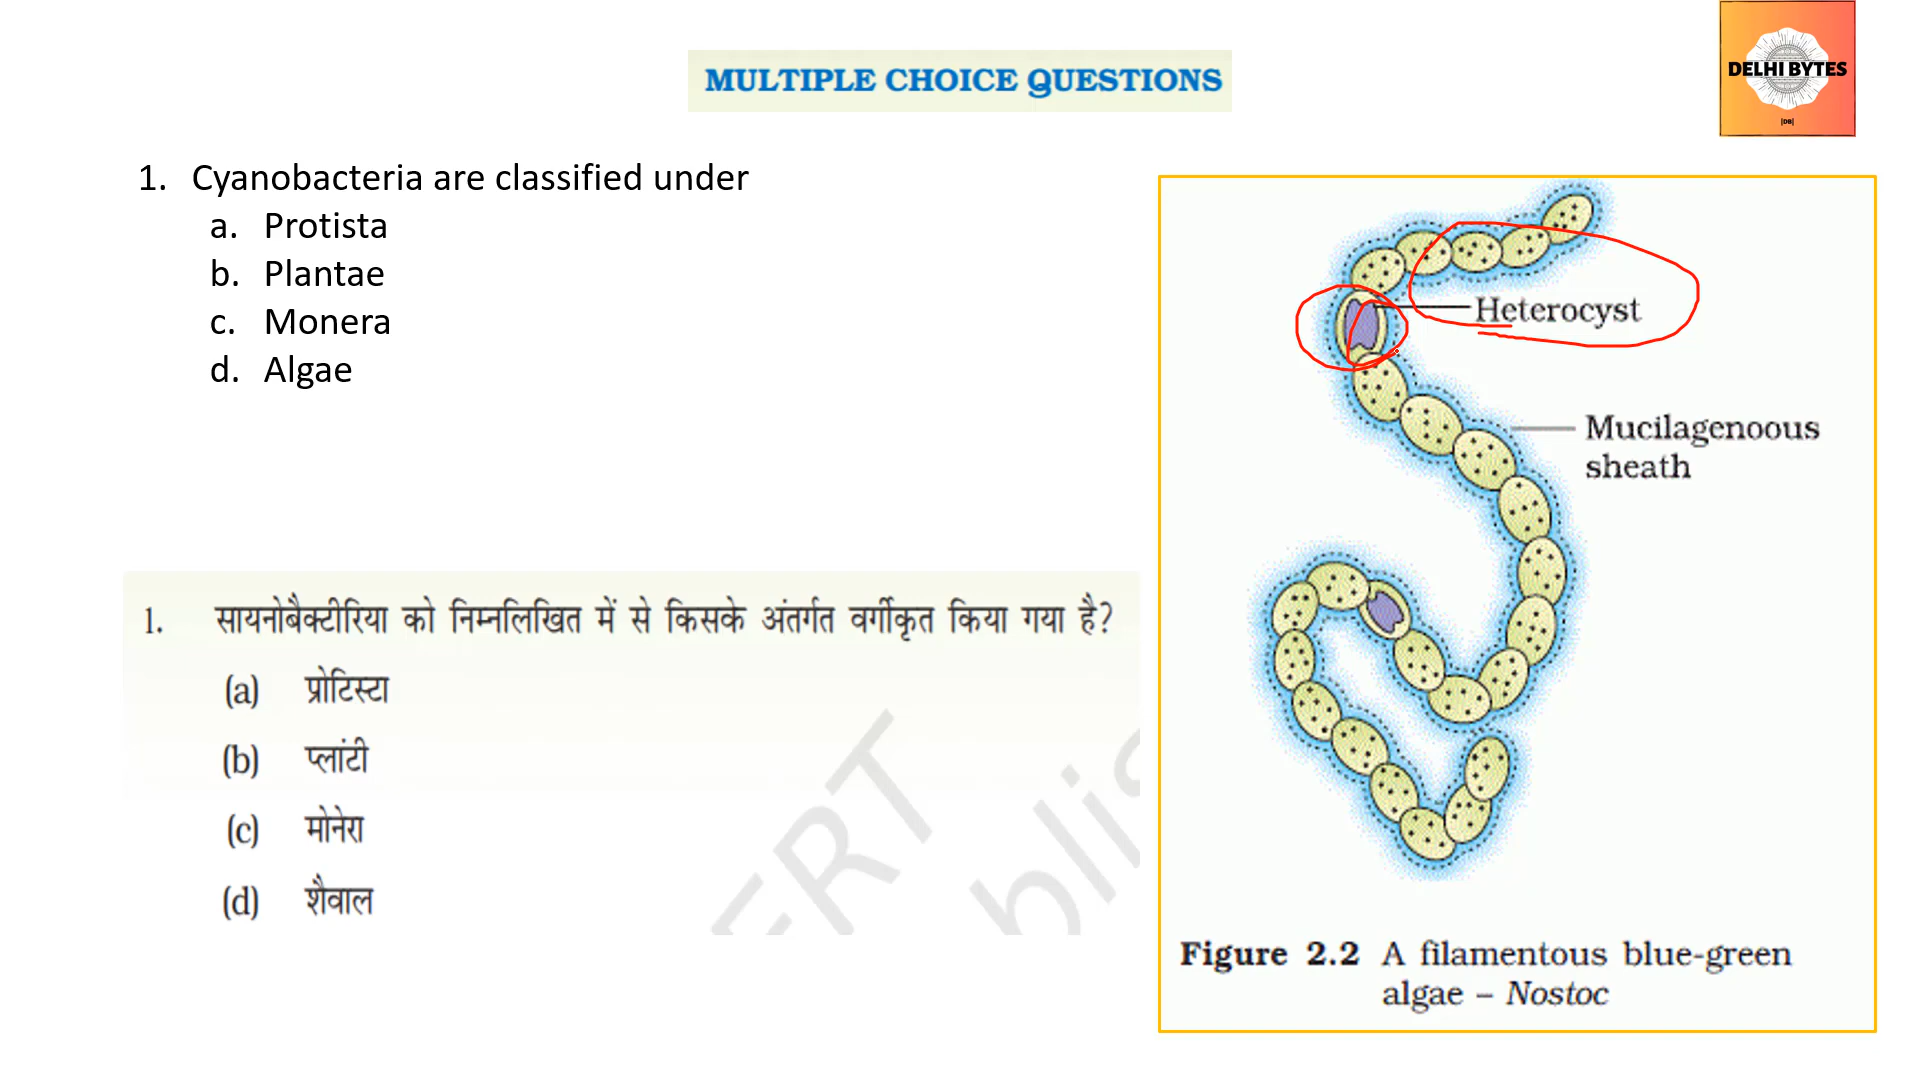 MULTIPLE CHOICE QUESTIONS
DELHI BYTES
|DB|
1. Cyanobacteria are classified under
a. Protista
b. Plantae
c. Monera
d. Algae
1. सायनोबैक्टीरिया को निम्नलिखित में से किसके अंतर्गत वर्गीकृत किया गया है?
(a) प्रोटिस्टा
(b) प्लांटी
(c) मोनेरा
(d) शैवाल
Heterocyst
Mucilagenoous
sheath
Figure 2.2 A filamentous blue-green
algae – Nostoc